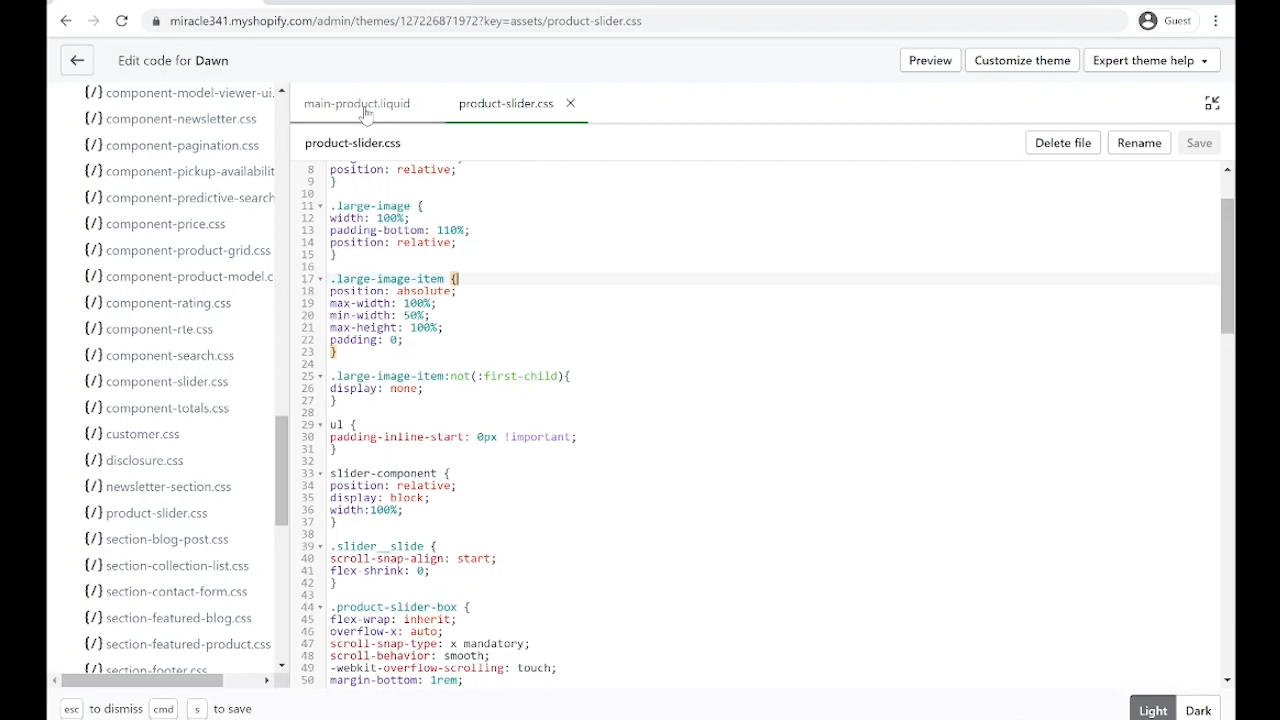 miracle341.myshopify.com/admin/themes/127226871972?key=assets/product-slider.css
Guest
Edit code for Dawn
Preview
Customize theme
Expert theme help
{/} component-model-viewer-ui.
{/} component-newsletter.css
{/} component-pagination.css
{/} component-pickup-availabilit
{/} component-predictive-search
{/} component-price.css
{/} component-product-grid.css
{/} component-product-model.c
{/} component-rating.css
{/} component-rte.css
{/} component-search.css
{/} component-slider.css
{/} component-totals.css
{/} customer.css
{/} disclosure.css
{/} newsletter-section.css
{/} product-slider.css
{/} section-blog-post.css
{/} section-collection-list.css
{/} section-contact-form.css
{/} section-featured-blog.css
{/} section-featured-product.css
{/} section-footer.css
main-product.liquid
product-slider.css
product-slider.css
Delete file
Rename
Save
8 position: relative;
9 }
10
11 .large-image {
12 width: 100%;
13 padding-bottom: 110%;
14 position: relative;
15 }
16
17 .large-image-item {
18 position: absolute;
19 max-width: 100%;
20 min-width: 50%;
21 max-height: 100%;
22 padding: 0;
23 }
24
25 .large-image-item:not(:first-child){
26 display: none;
27 }
28
29 ul {
30 padding-inline-start: 0px !important;
31 }
32
33 slider-component {
34 position: relative;
35 display: block;
36 width:100%;
37 }
38
39 .slider__slide {
40 scroll-snap-align: start;
41 flex-shrink: 0;
42 }
43
44 .product-slider-box {
45 flex-wrap: inherit;
46 overflow-x: auto;
47 scroll-snap-type: x mandatory;
48 scroll-behavior: smooth;
49 -webkit-overflow-scrolling: touch;
50 margin-bottom: 1rem;
esc to dismiss cmd s to save
Light
Dark